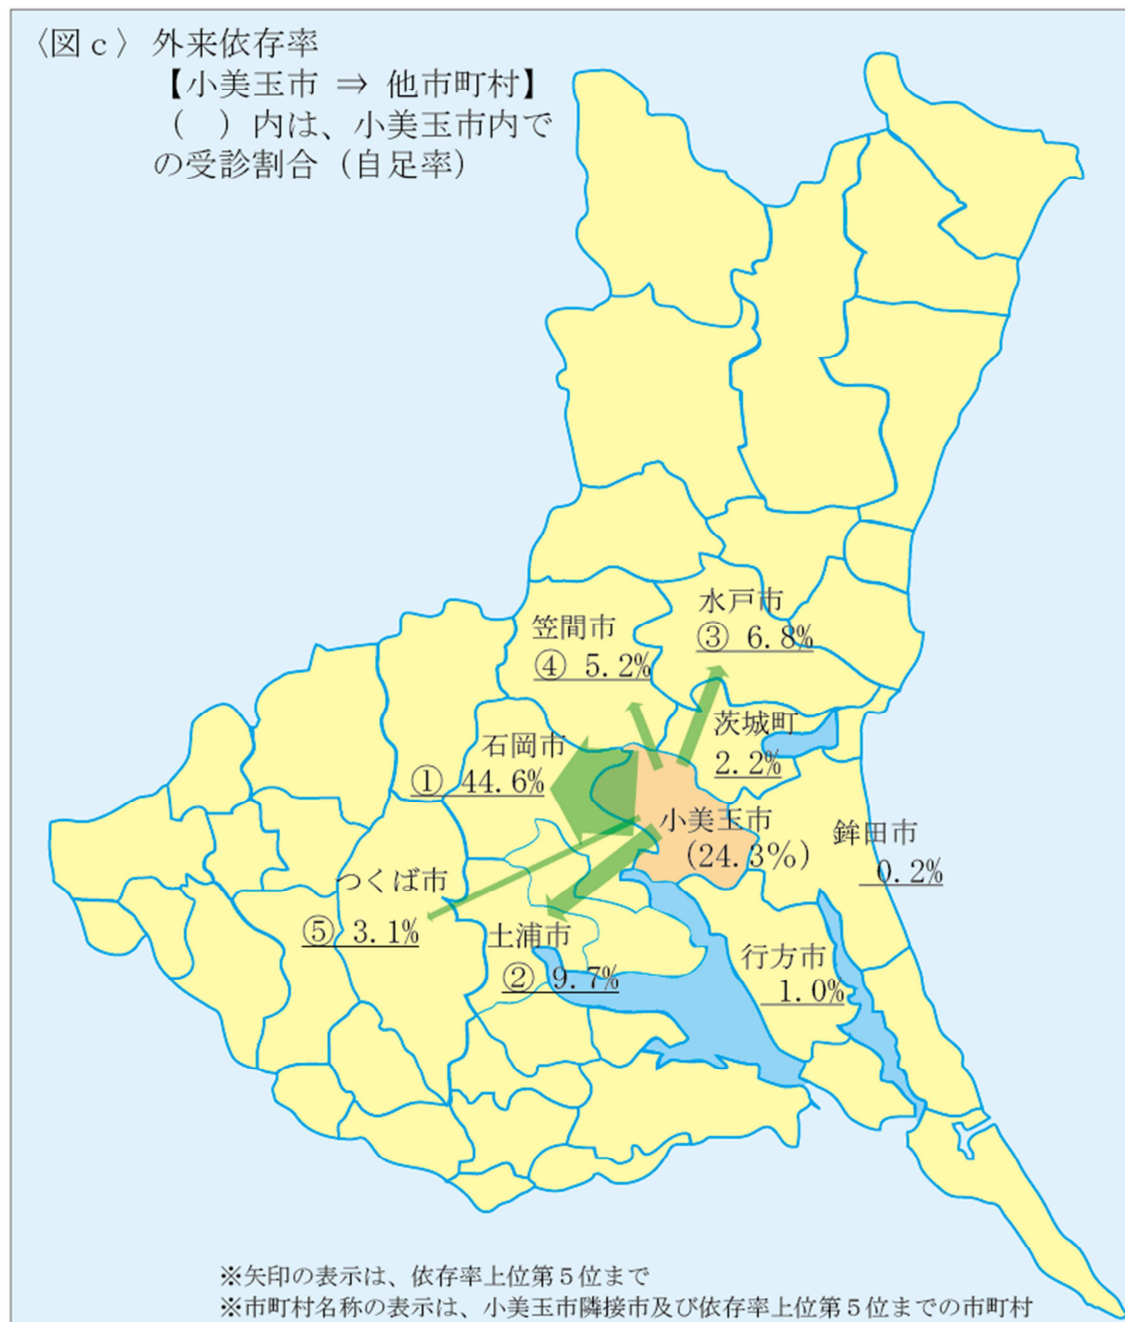 〈図ｃ〉外来依存率
【小美玉市 ⇒ 他市町村】
（　）内は、小美玉市内で
の受診割合（自足率）
水戸市
③ 6.8%
笠間市
④ 5.2%
茨城町
2.2%
石岡市
① 44.6%
小美玉市
(24.3%)
鉾田市
0.2%
つくば市
⑤ 3.1%
土浦市
② 9.7%
行方市
1.0%
※矢印の表示は、依存率上位第５位まで
※市町村名称の表示は、小美玉市隣接市及び依存率上位第５位までの市町村